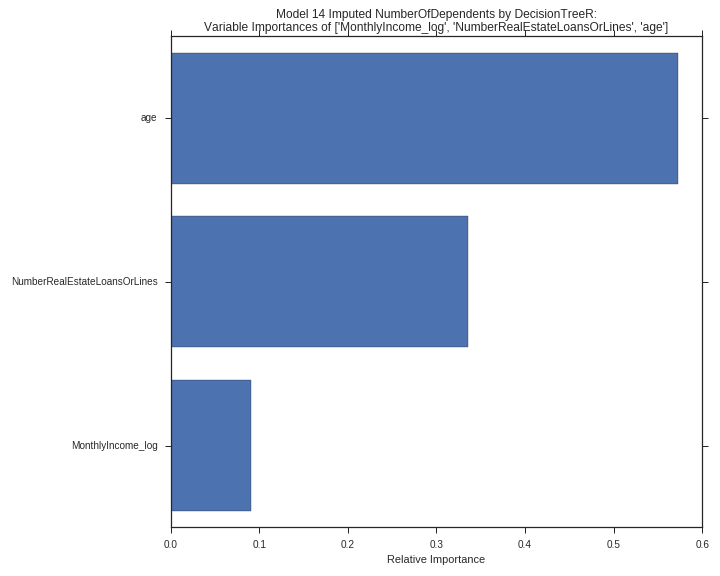 Model 14 Imputed NumberOfDependents by DecisionTreeR:
Variable Importances of ['MonthlyIncome_log', 'NumberRealEstateLoansOrLines', 'age']
age
NumberRealEstateLoansOrLines
MonthlyIncome_log
0.0 0.1 0.2 0.3 0.4 0.5 0.6
Relative Importance